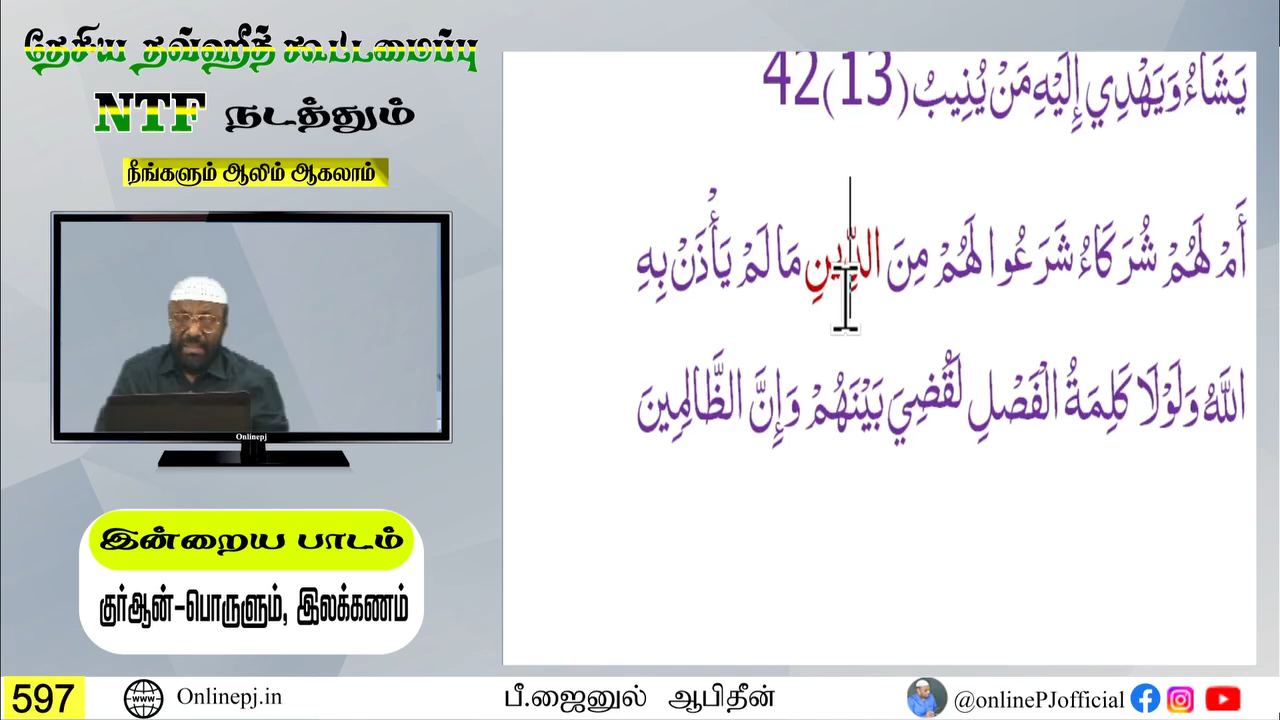 தேசிய தவ்ஹீத் கூட்டமைப்பு
NTF நடத்தும்
நீங்களும் ஆலிம் ஆகலாம்
Onlinepj
இன்றைய பாடம்
குர்ஆன்-பொருளும், இலக்கணம்
يَشَاءُ وَيَهْدِي إِلَيْهِ مَنْ يُنِيبُ (13)42
أَمْ لَهُمْ شُرَكَاءُ شَرَعُوا لَهُمْ مِنَ الدِّينِ مَا لَمْ يَأْذَنْ بِهِ
اللَّهُ وَلَوْلَا كَلِمَةُ الْفَصْلِ لَقُضِيَ بَيْنَهُمْ وَإِنَّ الظَّالِمِينَ
597 www Onlinepj.in பீ.ஜைனுல் ஆபிதீன் @onlinePJofficial